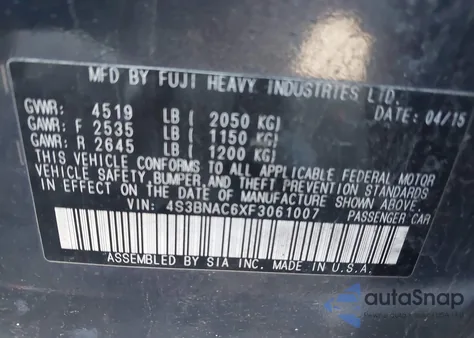 MFD BY FUJI HEAVY INDUSTRIES LTD.
DATE: 04/15
GVWR: 4519 LB ( 2050 KG)
GAWR: F 2535 LB ( 1150 KG)
GAWR: R 2645 LB ( 1200 KG)
THIS VEHICLE CONFORMS TO ALL APPLICABLE FEDERAL MOTOR
VEHICLE SAFETY, BUMPER, AND THEFT PREVENTION STANDARDS
IN EFFECT ON THE DATE OF MANUFACTURE SHOWN ABOVE.
VIN: 4S3BNAC6XF3061007 PASSENGER CAR
ASSEMBLED BY SIA INC. MADE IN U.S.A.
autoSnap